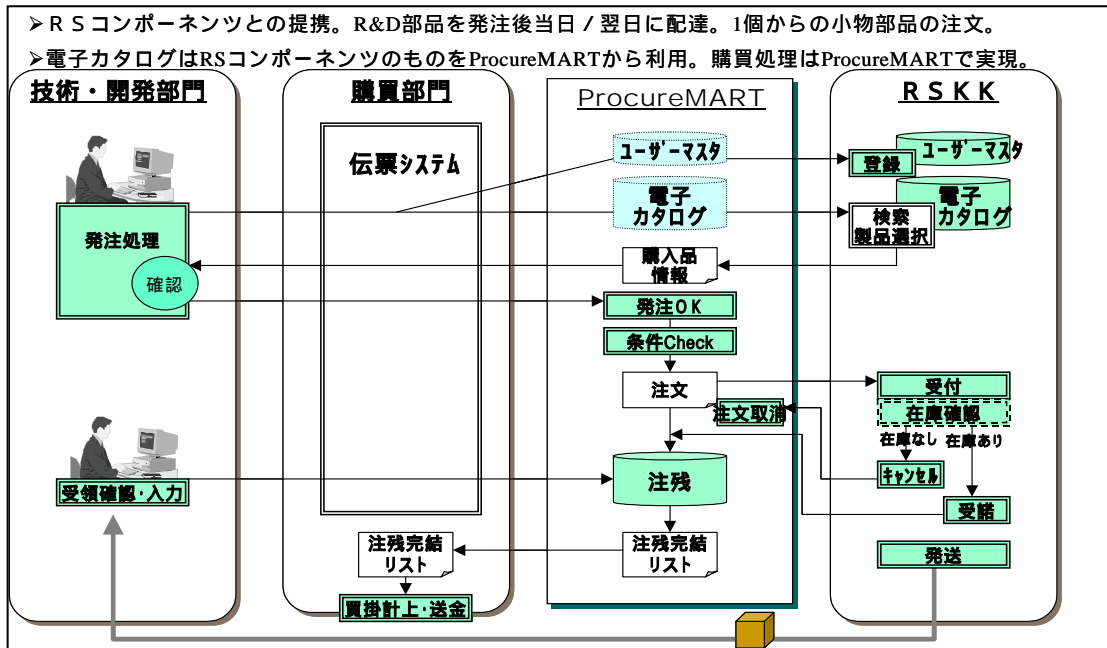 ➢ＲＳコンポーネンツとの提携。R&D部品を発注後当日／翌日に配達。1個からの小物部品の注文。
➢電子カタログはRSコンポーネンツのものをProcureMARTから利用。購買処理はProcureMARTで実現。
技術・開発部門
購買部門
ProcureMART
ＲＳＫＫ
伝票システム
ユーザーマスタ
登録
ユーザーマスタ
電子
カタログ
電子
カタログ
検索
製品選択
発注処理
確認
購入品
情報
発注ＯＫ
条件Check
注文
注文取消
受付
在庫確認
在庫なし
在庫あり
キャンセル
受諾
注残
受領確認・入力
注残完結
リスト
注残完結
リスト
発送
買掛計上・送金